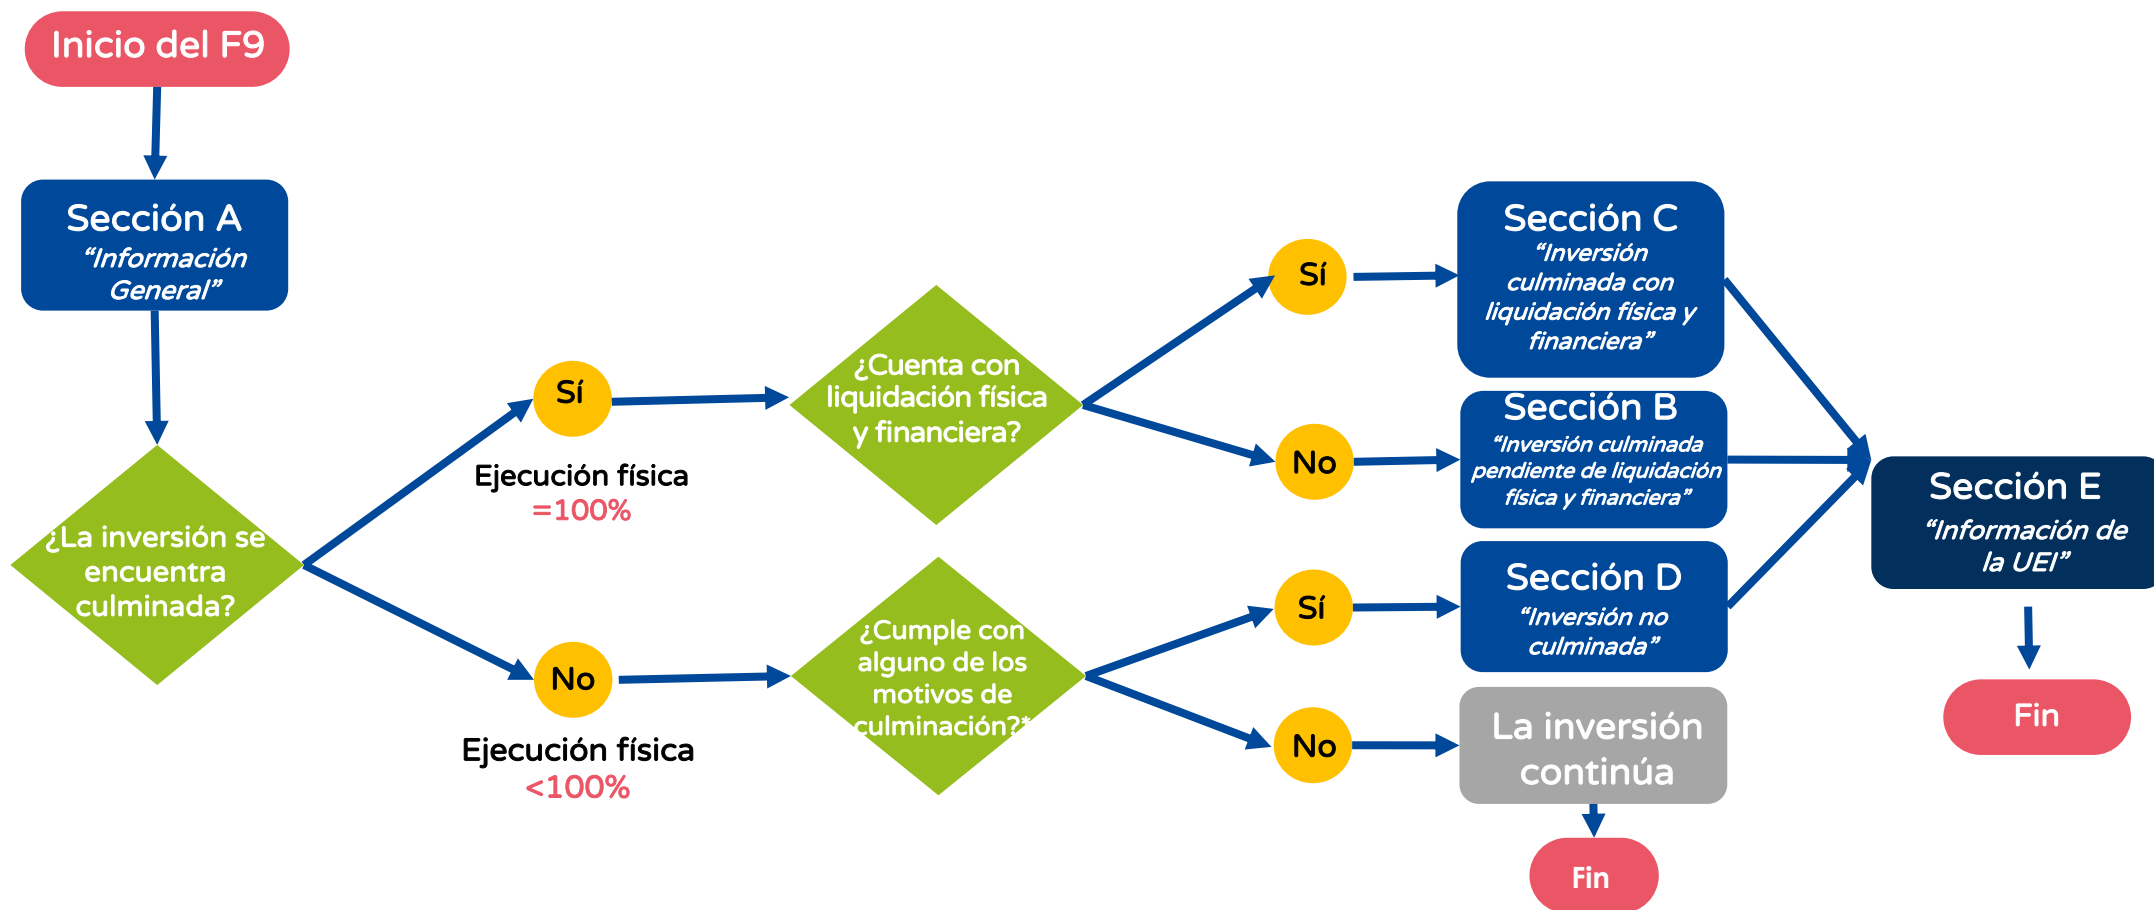 Inicio del F9
Sección A
“Información
General”
¿La inversión se
encuentra
culminada?
Sí
Ejecución física
=100%
No
Ejecución física
<100%
¿Cuenta con
liquidación física
y financiera?
¿Cumple con
alguno de los
motivos de
culminación?*
Sí
No
Sí
No
Sección C
“Inversión
culminada con
liquidación física y
financiera”
Sección B
“Inversión culminada
pendiente de liquidación
física y financiera”
Sección D
“Inversión no
culminada”
La inversión
continúa
Fin
Sección E
“Información de
la UEI”
Fin